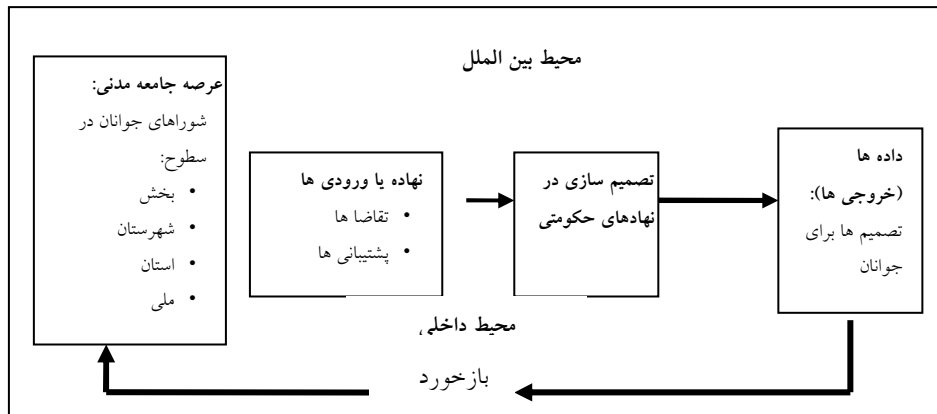 محیط بین الملل
عرصه جامعه مدنی:
شوراهای جوانان در
سطوح:
• بخش
• شهرستان
• استان
• ملی
نهاده یا ورودی ها
• تقاضا ها
• پشتیبانی ها
تصمیم سازی در
نهادهای حکومتی
داده ها
(خروجی ها):
تصمیم ها برای
جوانان
محیط داخلی
بازخورد